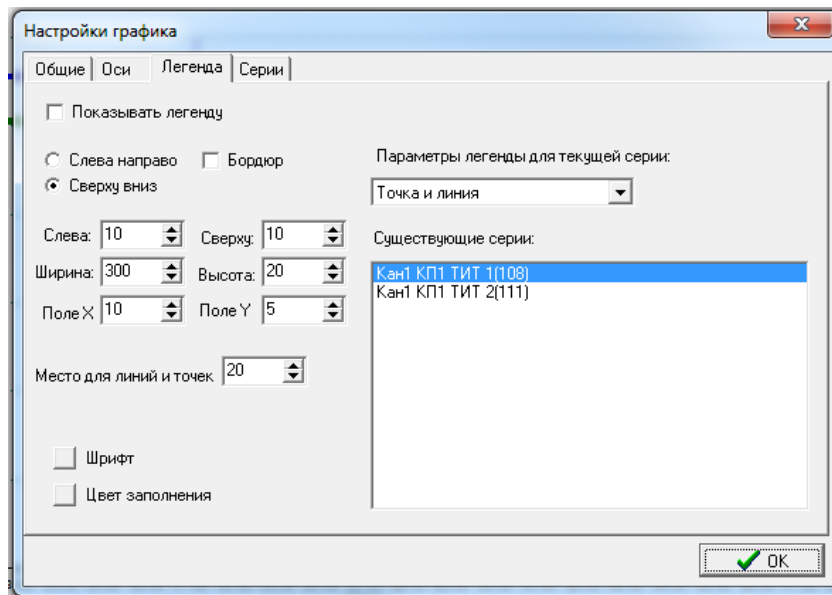 Настройки графика
Общие Оси Легенда Серии
Показывать легенду
Слева направо Бордюр
Сверху вниз
Параметры легенды для текущей серии:
Точка и линия
Слева: 10 Сверху: 10
Ширина: 300 Высота: 20
Поле X 10 Поле Y 5
Существующие серии:
Кан1 КП1 ТИТ 1(108)
Кан1 КП1 ТИТ 2(111)
Место для линий и точек 20
Шрифт
Цвет заполнения
OK